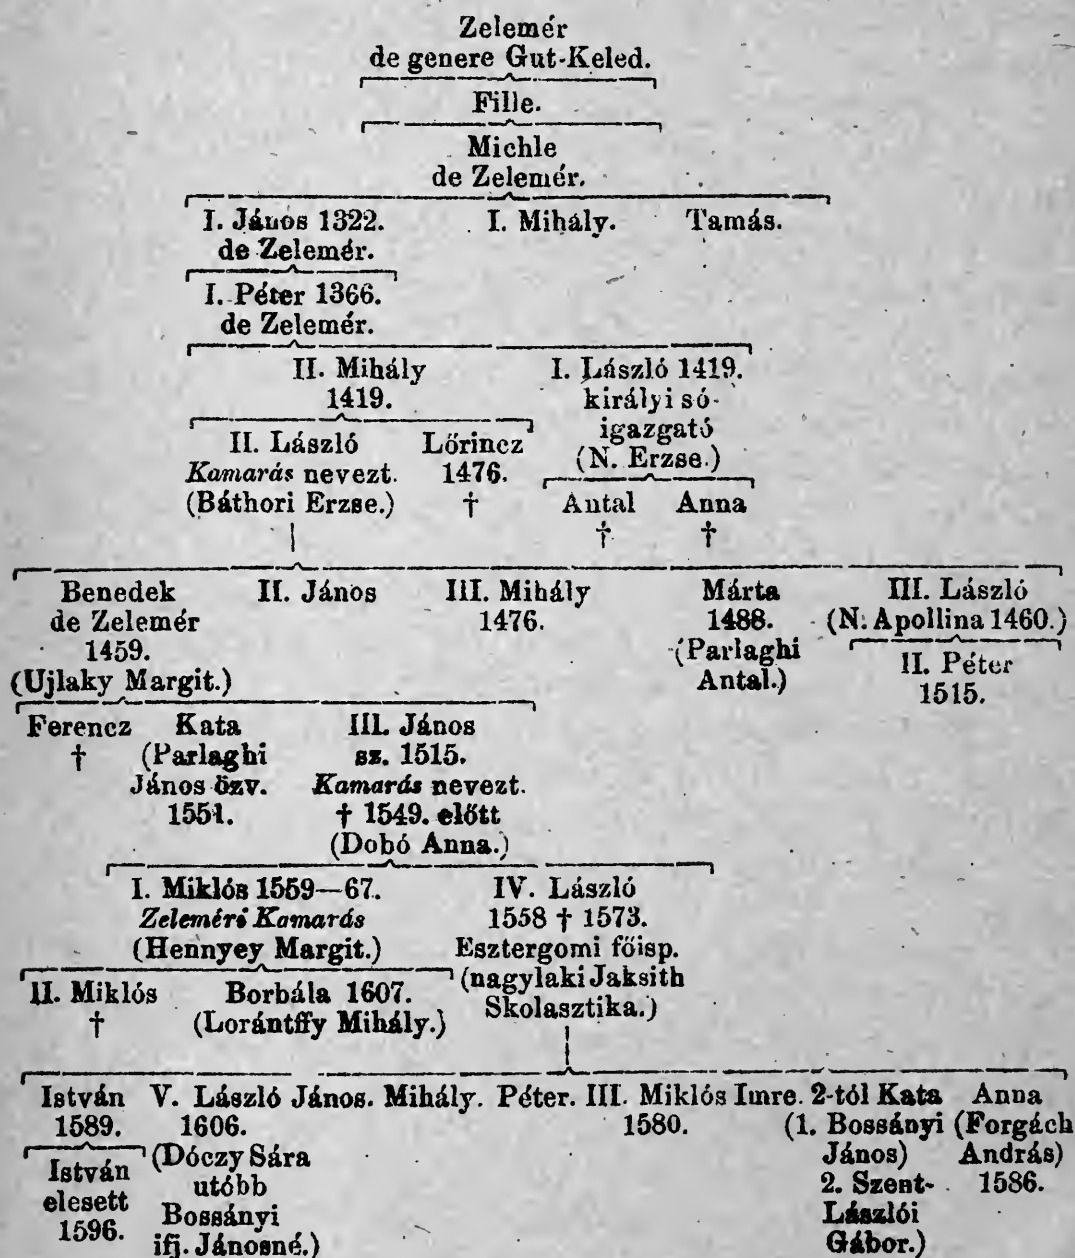 Zelemér
de genere Gut-Keled.
Fille.
Michle
de Zelemér.
I. János 1322. I. Mihály. Tamás.
de Zelemér.
I. Péter 1366.
de Zelemér.
II. Mihály I. László 1419.
1419. királyi só-
igazgató
II. László Lőrincz (N. Erzse.)
Kamarás nevezt. 1476.
(Báthori Erzse.) † Antal Anna
† †
Benedek II. János III. Mihály Márta III. László
de Zelemér 1476. 1488. (N. Apollina 1460.)
1459. (Parlaghi II. Péter
(Ujlaky Margit.) Antal.) 1515.
Ferencz Kata III. János
† (Parlaghi sz. 1515.
János özv. Kamarás nevezt.
1551. † 1549. előtt
(Dobó Anna.)
I. Miklós 1559—67. IV. László
Zeleméri Kamarás 1558 † 1573.
(Hennyey Margit.) Esztergomi főisp.
II. Miklós Borbála 1607. (nagylaki Jaksith
† (Lorántffy Mihály.) Skolasztika.)
István V. László János. Mihály. Péter. III. Miklós Imre. 2-tól Kata Anna
1589. 1606. 1580. (1. Bossányi (Forgách
István (Dóczy Sára János) András)
elesett utóbb 2. Szent- 1586.
1596. Bossányi Lászlói
ifj. Jánosné.) Gábor.)